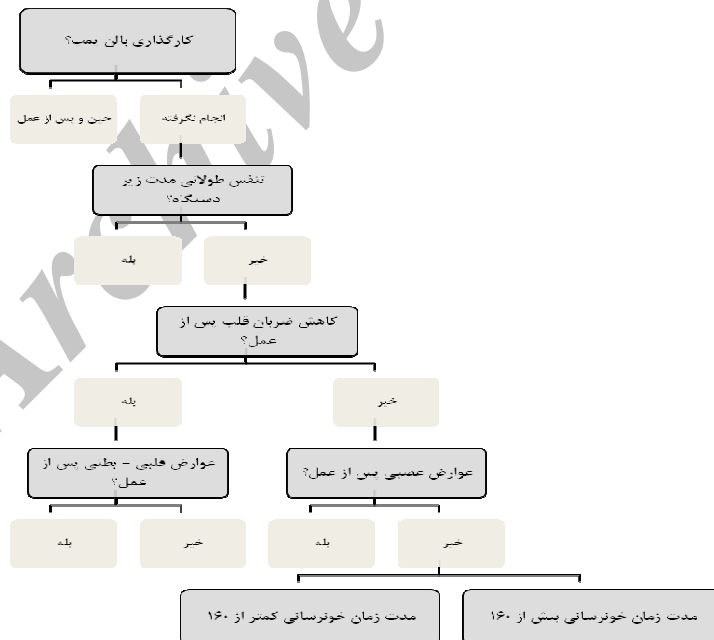 کارگذاری بالن پمپ؟
حین و پس از عمل
انجام نگرفته
تنفس طولانی مدت زیر
دستگاه؟
بله
خیر
کاهش ضربان قلب پس از
عمل؟
بله
خیر
عوارض قلبی - بطنی پس از
عمل؟
عوارض عصبی پس از عمل؟
بله
خیر
بله
خیر
مدت زمان خونرسانی کمتر از ۱۶۰
مدت زمان خونرسانی بیش از ۱۶۰
Archive